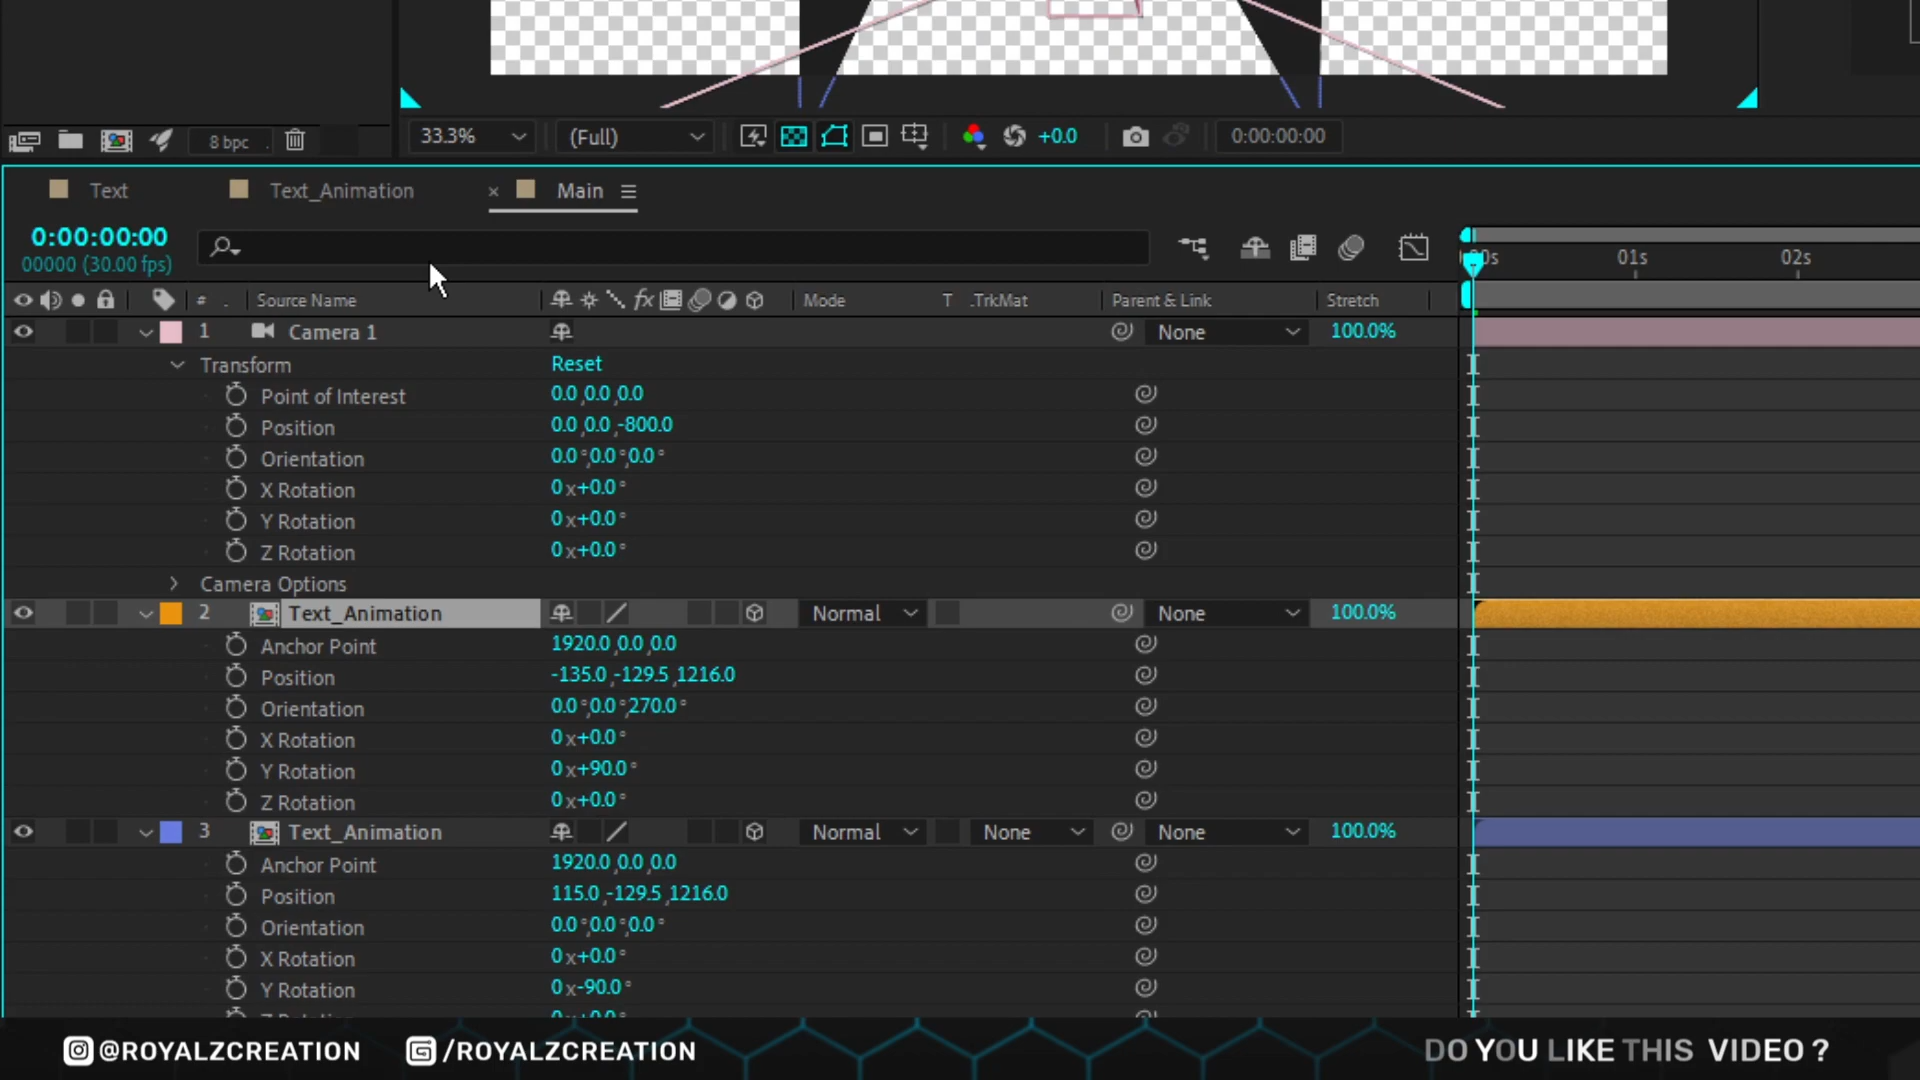 8 bpc
33.3%
(Full)
+0.0
0:00:00:00
Text
Text_Animation
Main
0:00:00:00
00000 (30.00 fps)
01s
02s
# . Source Name
fx
Mode
T .TrkMat
Parent & Link
Stretch
1 Camera 1
None
100.0%
Transform
Reset
Point of Interest
0.0,0.0,0.0
Position
0.0,0.0,-800.0
Orientation
0.0°,0.0°,0.0°
X Rotation
0x+0.0°
Y Rotation
0x+0.0°
Z Rotation
0x+0.0°
Camera Options
2 Text_Animation
Normal
None
100.0%
Anchor Point
1920.0,0.0,0.0
Position
-135.0,-129.5,1216.0
Orientation
0.0°,0.0°,270.0°
X Rotation
0x+0.0°
Y Rotation
0x+90.0°
Z Rotation
0x+0.0°
3 Text_Animation
Normal
None
None
100.0%
Anchor Point
1920.0,0.0,0.0
Position
115.0,-129.5,1216.0
Orientation
0.0°,0.0°,0.0°
X Rotation
0x+0.0°
Y Rotation
0x-90.0°
@ROYALZCREATION
/ROYALZCREATION
DO YOU LIKE THIS VIDEO ?